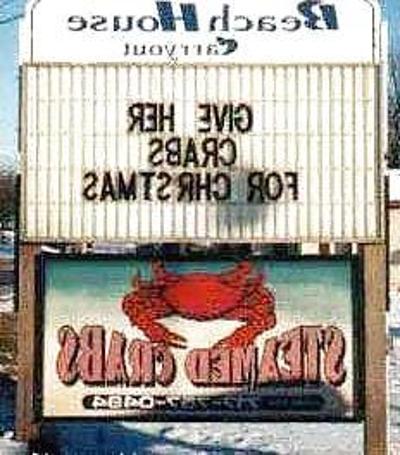 Beach House
Carryout
GIVE HER
CRABS
FOR CHRSTMAS
STEAMED CRABS